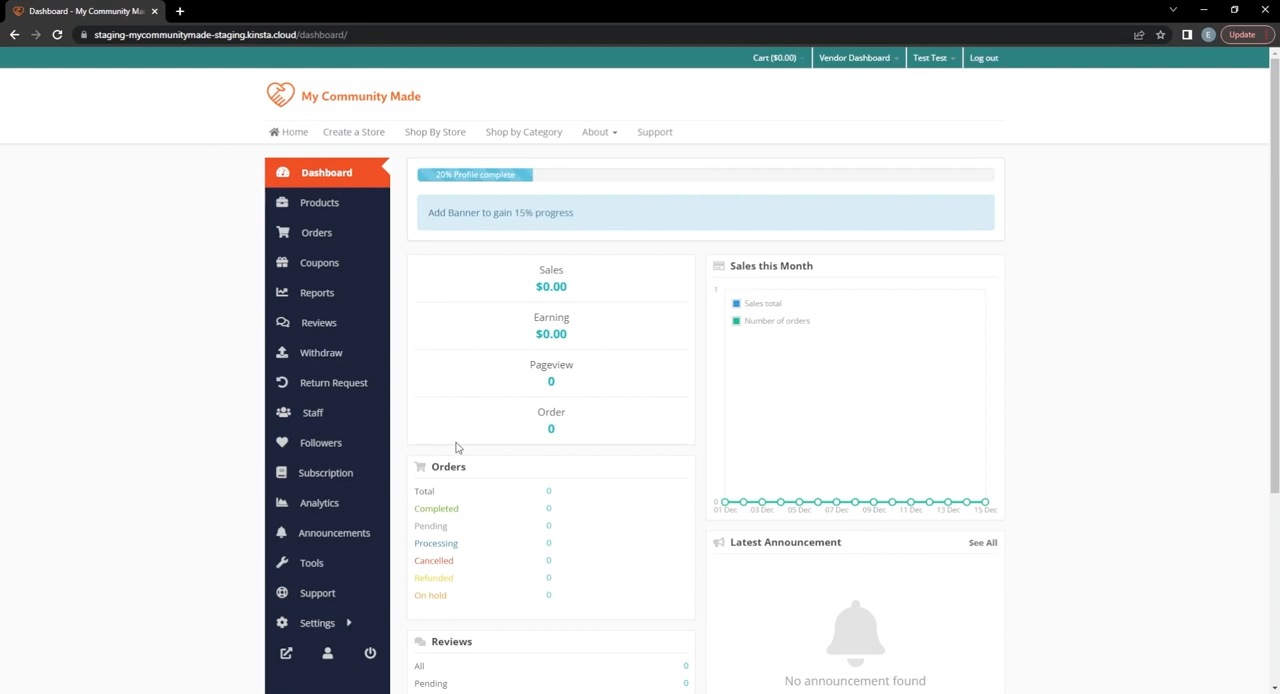 Dashboard - My Community Ma
staging-mycommunitymade-staging.kinsta.cloud/dashboard/
E
Update
Cart ($0.00)
Vendor Dashboard
Test Test
Log out
My Community Made
Home
Create a Store
Shop By Store
Shop by Category
About
Support
Dashboard
Products
Orders
Coupons
Reports
Reviews
Withdraw
Return Request
Staff
Followers
Subscription
Analytics
Announcements
Tools
Support
Settings
20% Profile complete
Add Banner to gain 15% progress
Sales
$0.00
Earning
$0.00
Pageview
0
Order
0
Orders
Total 0
Completed 0
Pending 0
Processing 0
Cancelled 0
Refunded 0
On hold 0
Reviews
All 0
Pending 0
Sales this Month
1
Sales total
Number of orders
0
01 Dec 03 Dec 05 Dec 07 Dec 09 Dec 11 Dec 13 Dec 15 Dec
Latest Announcement
See All
No announcement found